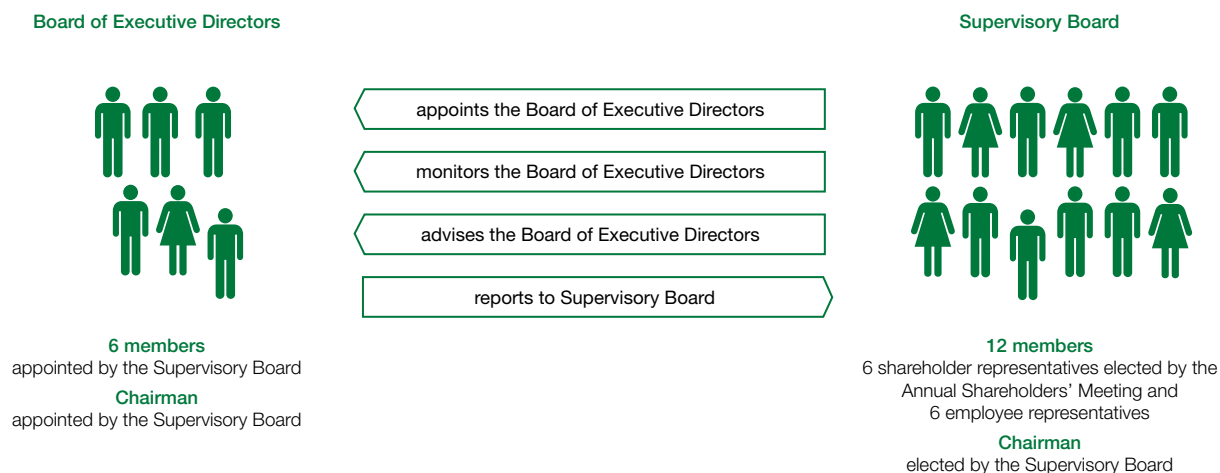 Board of Executive Directors
Supervisory Board
appoints the Board of Executive Directors
monitors the Board of Executive Directors
advises the Board of Executive Directors
reports to Supervisory Board
6 members
appointed by the Supervisory Board
Chairman
appointed by the Supervisory Board
12 members
6 shareholder representatives elected by the
Annual Shareholders’ Meeting and
6 employee representatives
Chairman
elected by the Supervisory Board